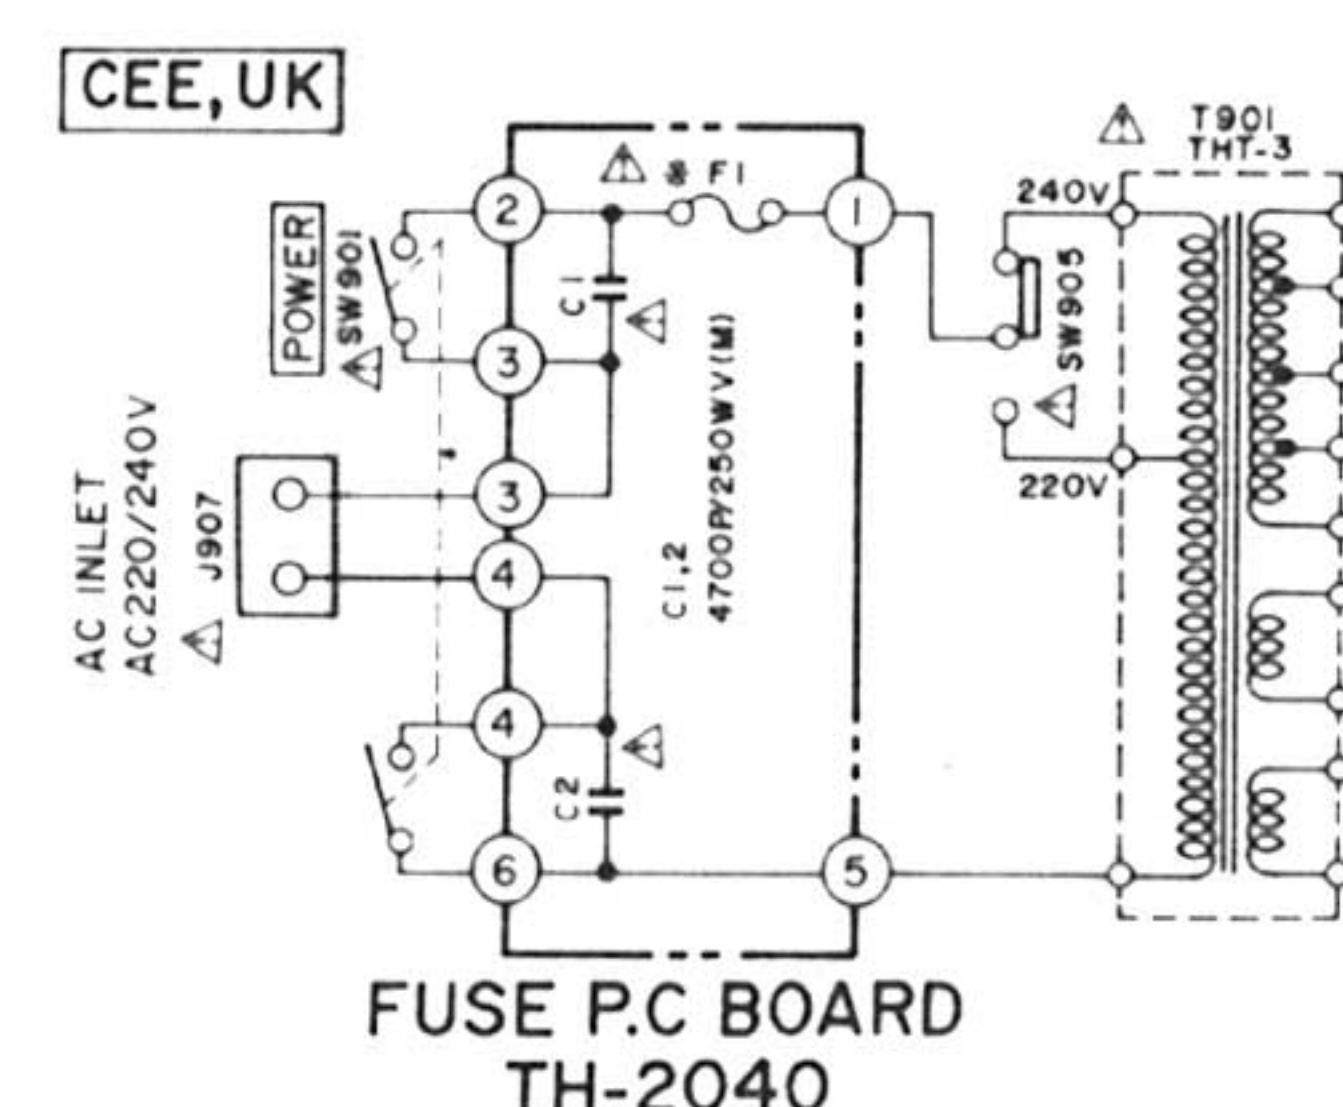 CEE, UK
T901
THT-3
※ F1
240V
2
1
POWER
SW901
C1
SW905
3
4700P/250WV(M)
C1,2
AC INLET
AC220/240V
J907
3
220V
4
4
C2
6
5
FUSE P.C BOARD
TH-2040